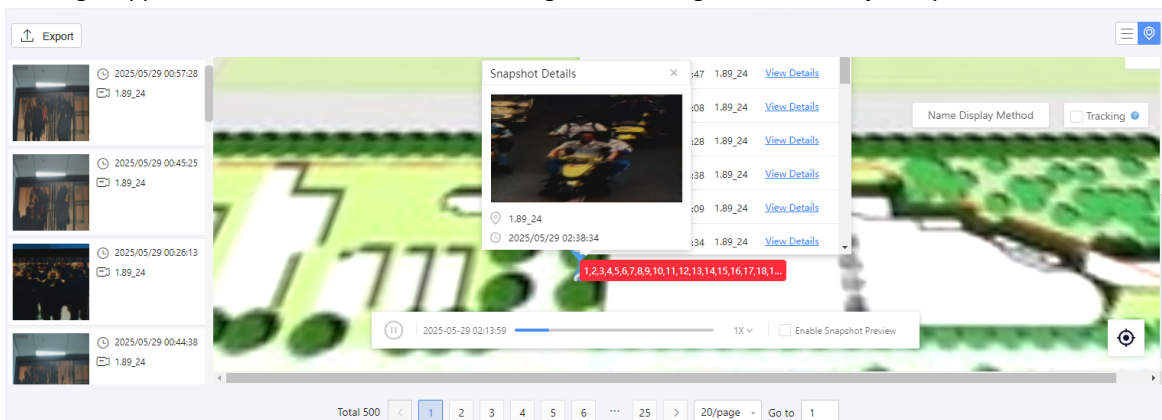 Export
2025/05/29 00:57:28
1.89_24
2025/05/29 00:45:25
1.89_24
2025/05/29 00:26:13
1.89_24
2025/05/29 00:44:38
1.89_24
Snapshot Details
1.89_24
2025/05/29 02:38:34
:47 1.89_24 View Details
:08 1.89_24 View Details
:28 1.89_24 View Details
:38 1.89_24 View Details
:09 1.89_24 View Details
:34 1.89_24 View Details
Name Display Method
Tracking
1,2,3,4,5,6,7,8,9,10,11,12,13,14,15,16,17,18,1...
2025-05-29 02:13:59 1X Enable Snapshot Preview
Total 500 < 1 2 3 4 5 6 ... 25 > 20/page Go to 1